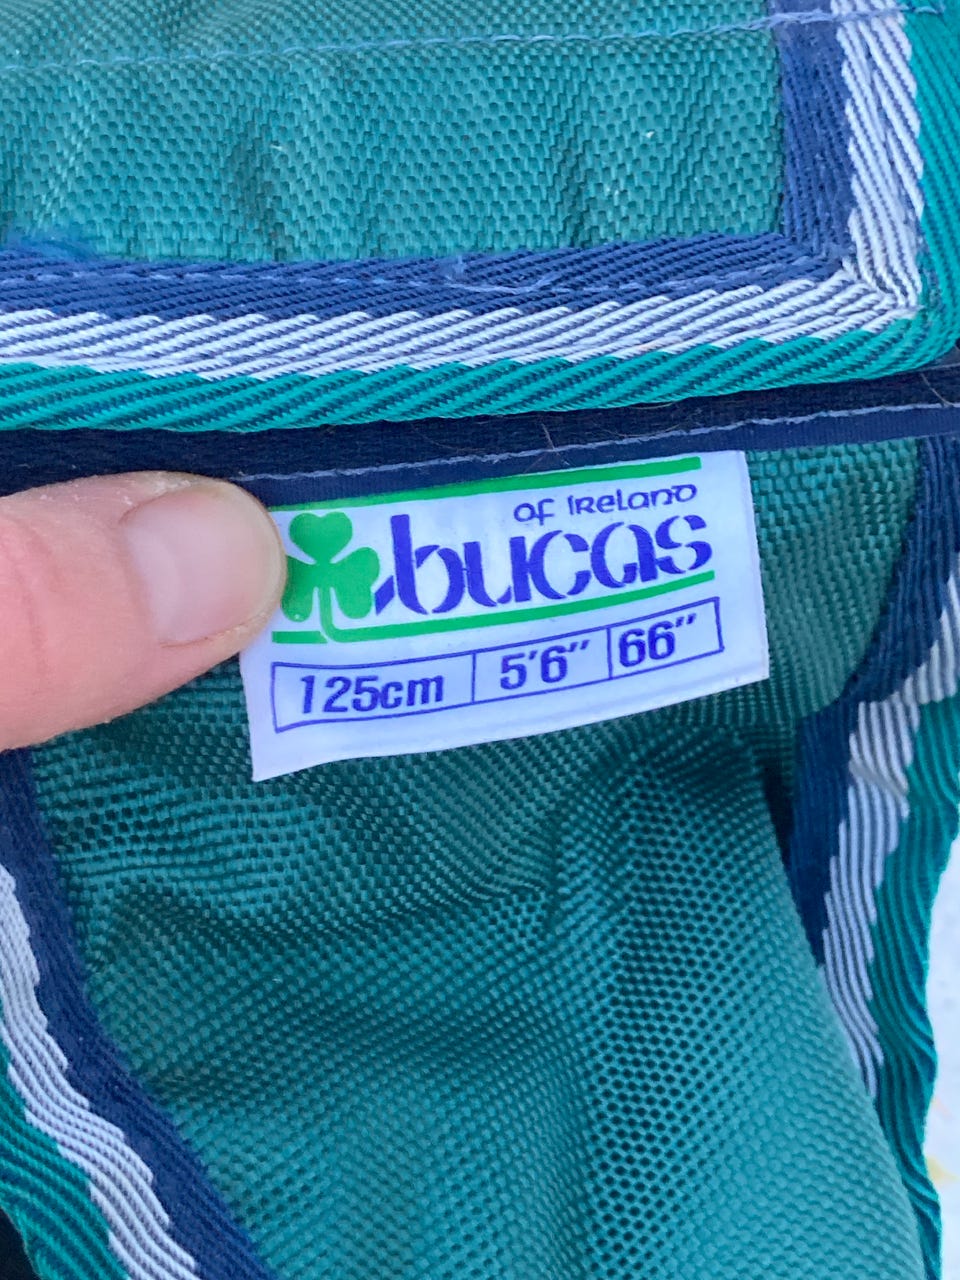 of Ireland
bucas
125cm 5'6" 66"